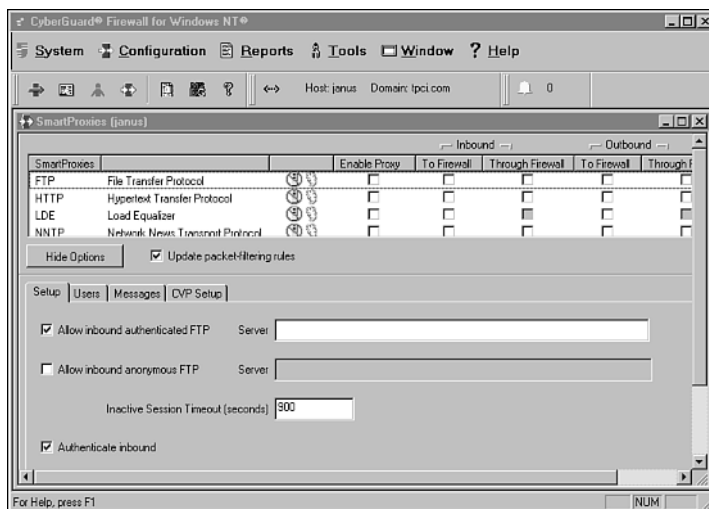 CyberGuard® Firewall for Windows NT®
System Configuration Reports Tools Window ? Help
Host: janus Domain: tpci.com 0
SmartProxies (janus)
Inbound Outbound
SmartProxies Enable Proxy To Firewall Through Firewall To Firewall Through F
FTP File Transfer Protocol
HTTP Hypertext Transfer Protocol
LDE Load Equalizer
NNTP Network News Transport Protocol
Hide Options Update packet-filtering rules
Setup Users Messages CVP Setup
Allow inbound authenticated FTP Server
Allow inbound anonymous FTP Server
Inactive Session Timeout (seconds) 900
Authenticate inbound
For Help, press F1 NUM